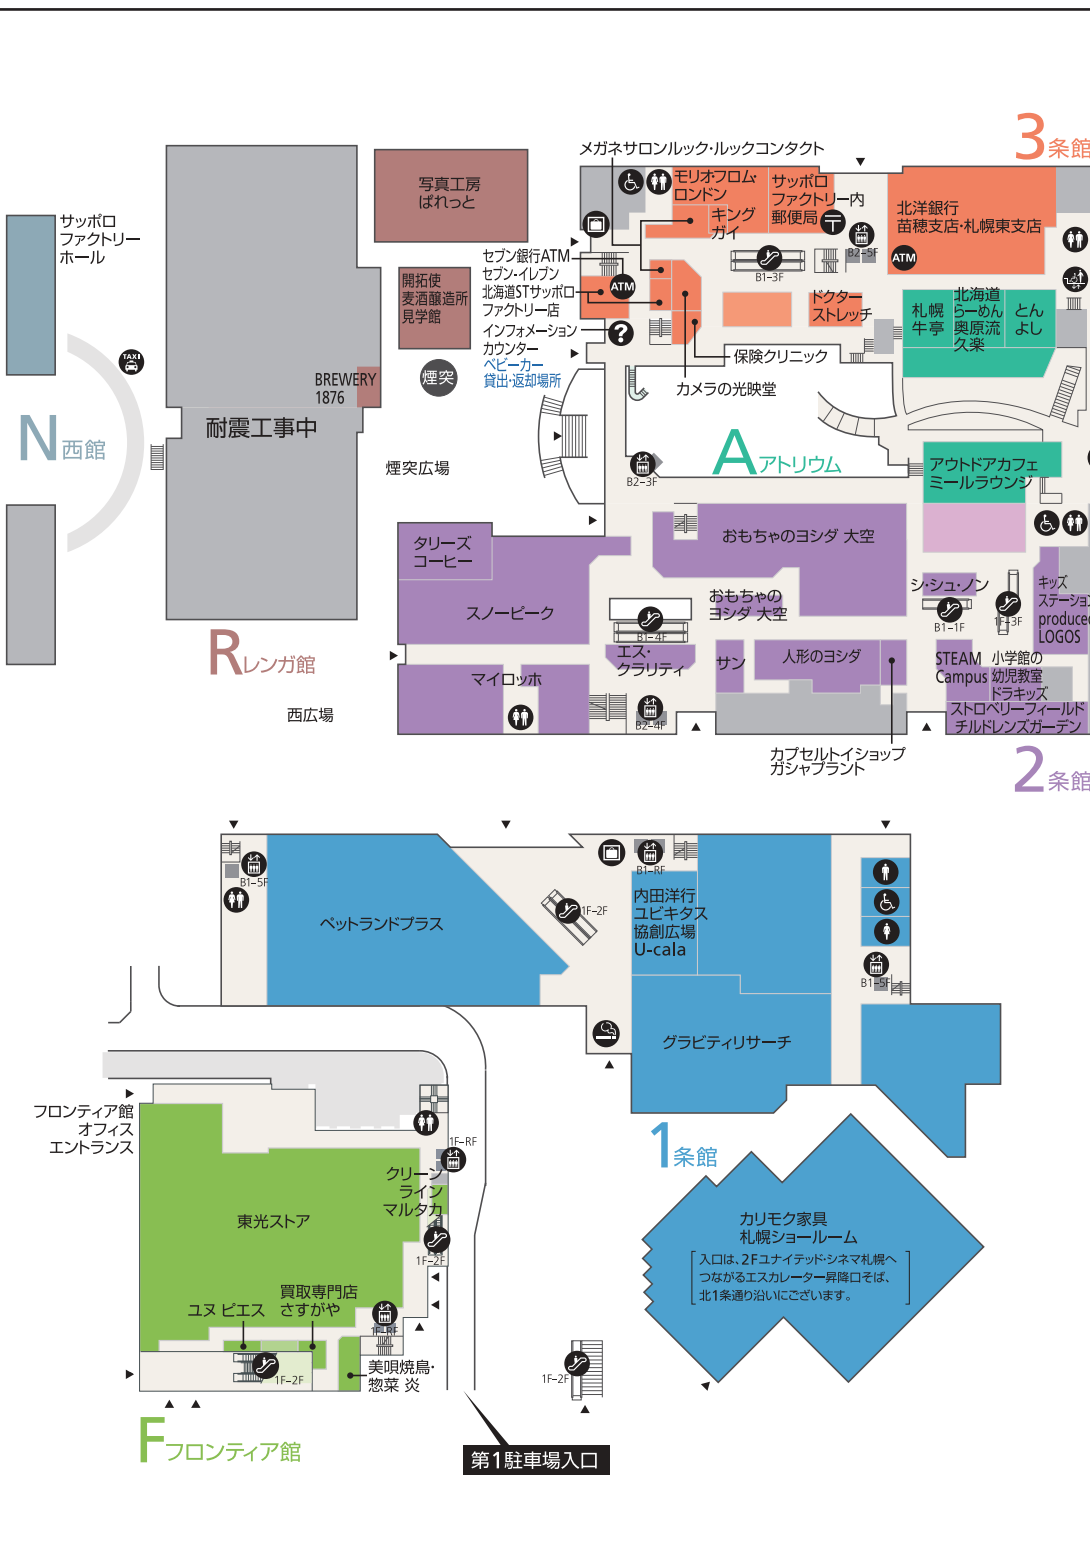 3条館
メガネサロンルック・ルックコンタクト
モリオフロム・
ロンドン
キング
ガイ
サッポロ
ファクトリー内
郵便局
北洋銀行
苗穂支店・札幌東支店
ATM
B2–5F
B1–3F
写真工房
ぱれっと
サッポロ
ファクトリー
ホール
セブン銀行ATM
セブン-イレブン
北海道STサッポロ
ファクトリー店
ATM
インフォメーション
カウンター
ベビーカー
貸出・返却場所
?
開拓使
麦酒醸造所
見学館
煙突
BREWERY
1876
耐震工事中
TAXI
N西館
煙突広場
ドクター
ストレッチ
保険クリニック
カメラの光映堂
札幌
牛亭
北海道
らーめん
奥原流
久楽
とん
よし
Aアトリウム
B2–3F
アウトドアカフェ
ミールラウンジ
タリーズ
コーヒー
スノーピーク
おもちゃのヨシダ 大空
おもちゃの
ヨシダ 大空
B1–4F
エス・
クラリティ
サン
人形のヨシダ
シ・シュ・ノン
B1–1F
1F–3F
キッズ
ステーション
produced
LOGOS
STEAM
Campus
小学館の
幼児教室
ドラキッズ
ストロベリーフィールド
チルドレンズガーデン
Rレンガ館
マイロッホ
西広場
B2–4F
カプセルトイショップ
ガシャプラント
2条館
B1–5F
ペットランドプラス
1F–2F
B1–RF
内田洋行
ユビキタス
協創広場
U-cala
B1–5F
グラビティリサーチ
1条館
フロンティア館
オフィス
エントランス
1F–RF
クリーン
ライン
マルタカ
東光ストア
1F–2F
買取専門店
さすがや
ユヌ ピエス
1F–RF
1F–2F
美唄焼鳥・
惣菜 炎
Fフロンティア館
1F–2F
第1駐車場入口
カリモク家具
札幌ショールーム
入口は、2Fユナイテッド・シネマ札幌へ
つながるエスカレーター昇降口そば、
北1条通り沿いにございます。